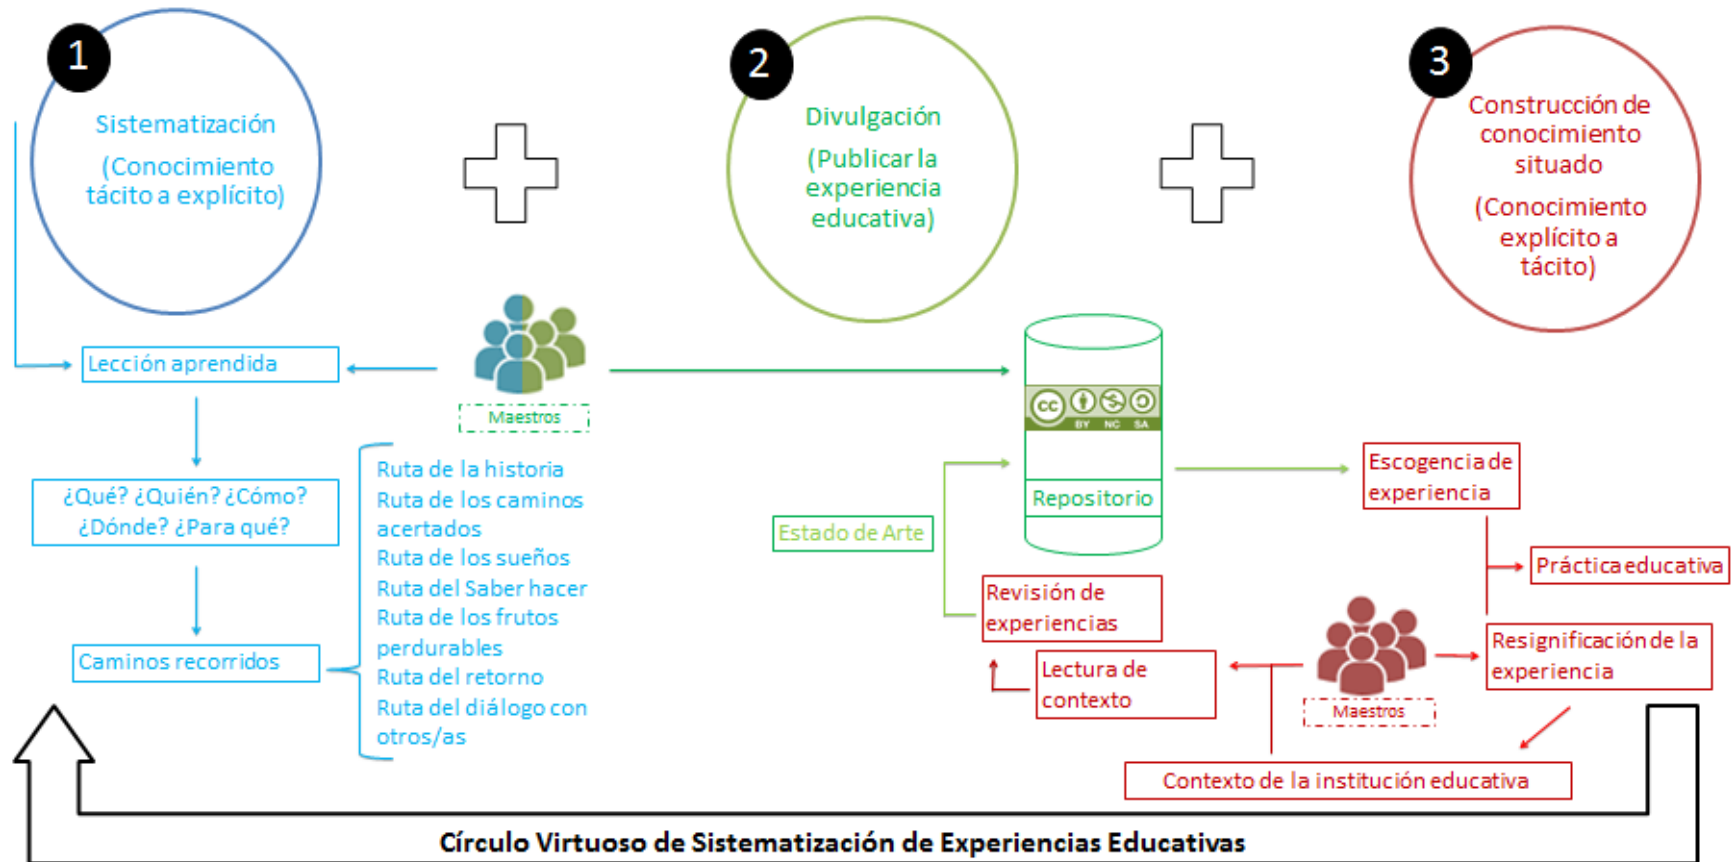 1
Sistematización
(Conocimiento
tácito a explícito)
2
Divulgación
(Publicar la
experiencia
educativa)
3
Construcción de
conocimiento
situado
(Conocimiento
explícito a
tácito)
Lección aprendida
Maestros
¿Qué? ¿Quién? ¿Cómo?
¿Dónde? ¿Para qué?
Caminos recorridos
Ruta de la historia
Ruta de los caminos
acertados
Ruta de los sueños
Ruta del Saber hacer
Ruta de los frutos
perdurables
Ruta del retorno
Ruta del diálogo con
otros/as
cc
BY NC SA
Repositorio
Estado de Arte
Revisión de
experiencias
Lectura de
contexto
Escogencia de
experiencia
Práctica educativa
Maestros
Resignificación de la
experiencia
Contexto de la institución educativa
Círculo Virtuoso de Sistematización de Experiencias Educativas